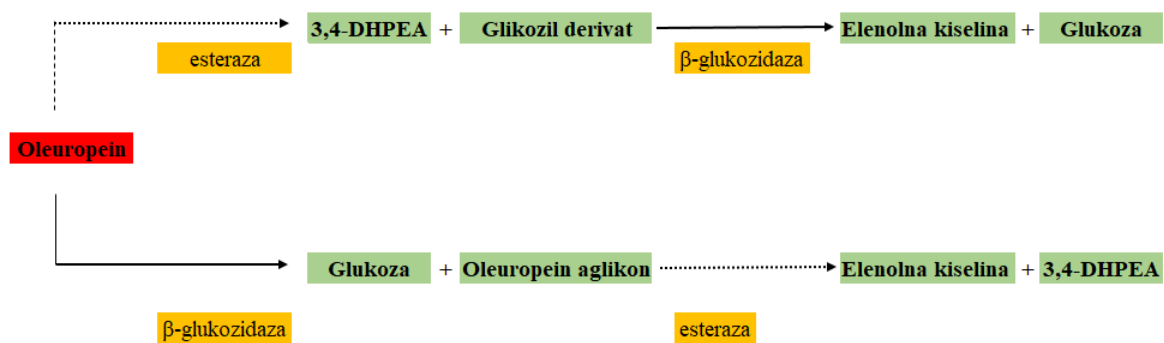 3,4-DHPEA + Glikozil derivat Elenolna kiselina + Glukoza
esteraza β-glukozidaza
Oleuropein
Glukoza + Oleuropein aglikon Elenolna kiselina + 3,4-DHPEA
β-glukozidaza esteraza